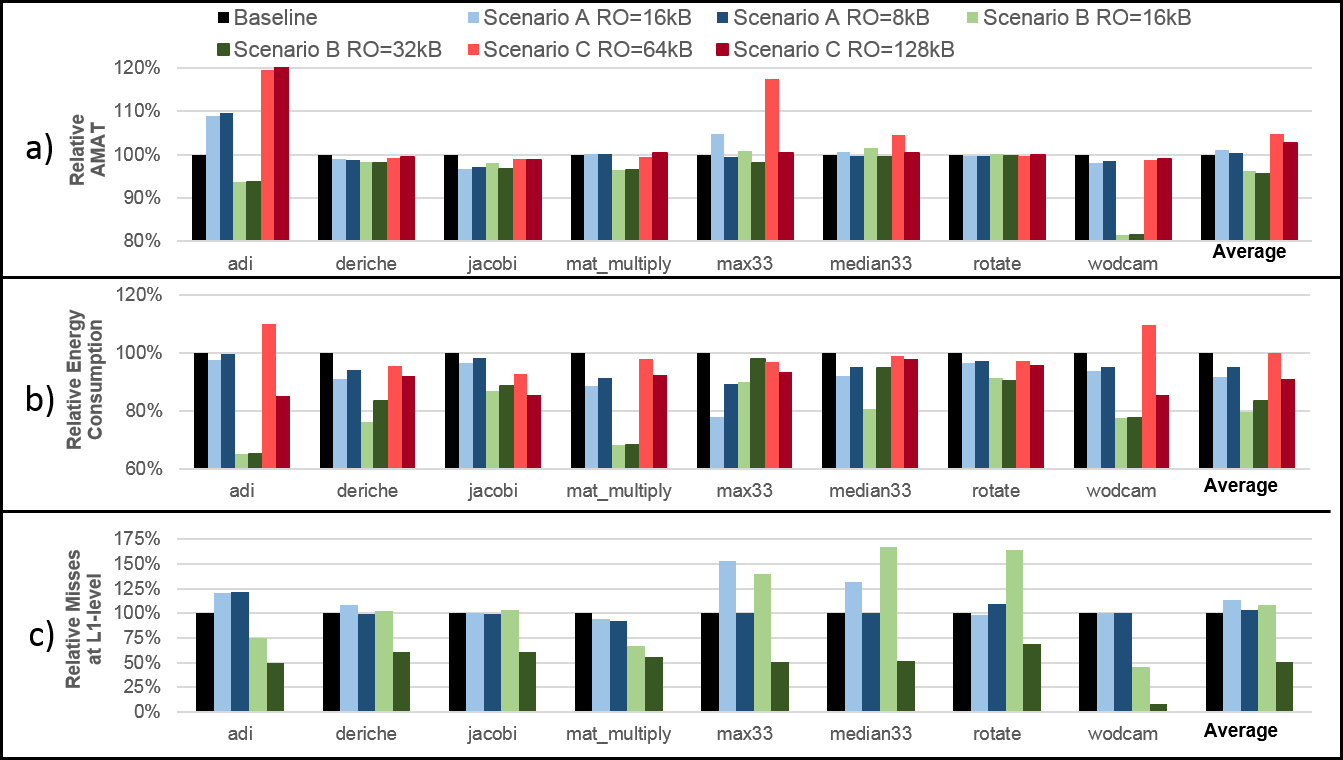 Baseline Scenario A RO=16kB Scenario A RO=8kB Scenario B RO=16kB
Scenario B RO=32kB Scenario C RO=64kB Scenario C RO=128kB
a)
Relative
AMAT
120%
110%
100%
90%
80%
adi deriche jacobi mat_multiply max33 median33 rotate wodcam Average
b)
Relative Energy
Consumption
120%
100%
80%
60%
adi deriche jacobi mat_multiply max33 median33 rotate wodcam Average
c)
Relative Misses
at L1-level
175%
150%
125%
100%
75%
50%
25%
0%
adi deriche jacobi mat_multiply max33 median33 rotate wodcam Average